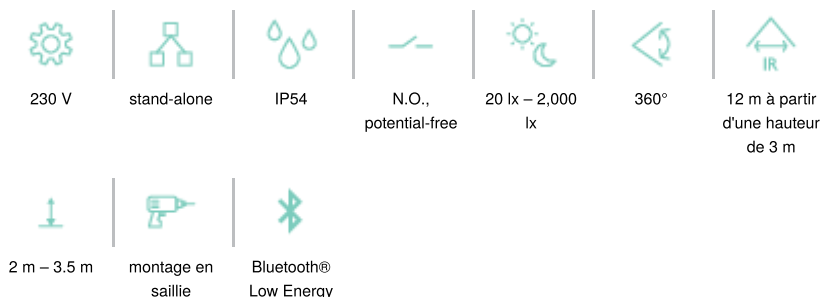 IR
230 V
stand-alone
IP54
N.O.,
potential-free
20 lx – 2,000
lx
360°
12 m à partir
d'une hauteur
de 3 m
2 m – 3.5 m
montage en
saillie
Bluetooth®
Low Energy